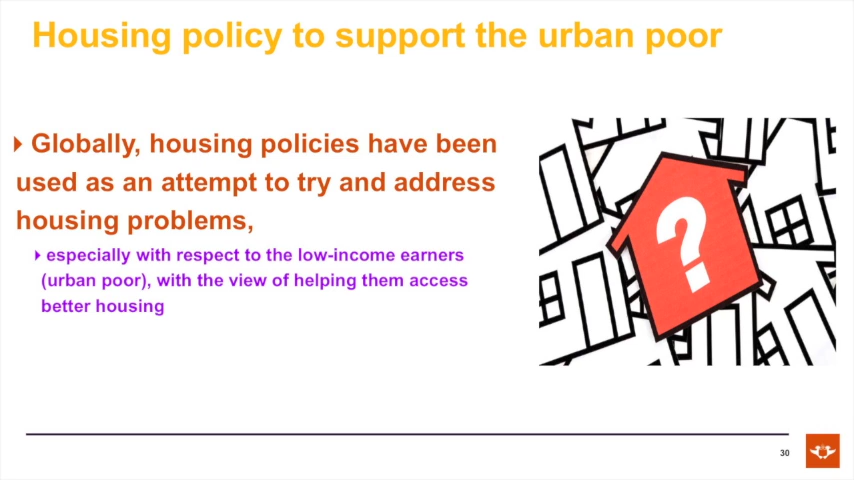 Housing policy to support the urban poor
Globally, housing policies have been
used as an attempt to try and address
housing problems,
especially with respect to the low-income earners
(urban poor), with the view of helping them access
better housing
?
30